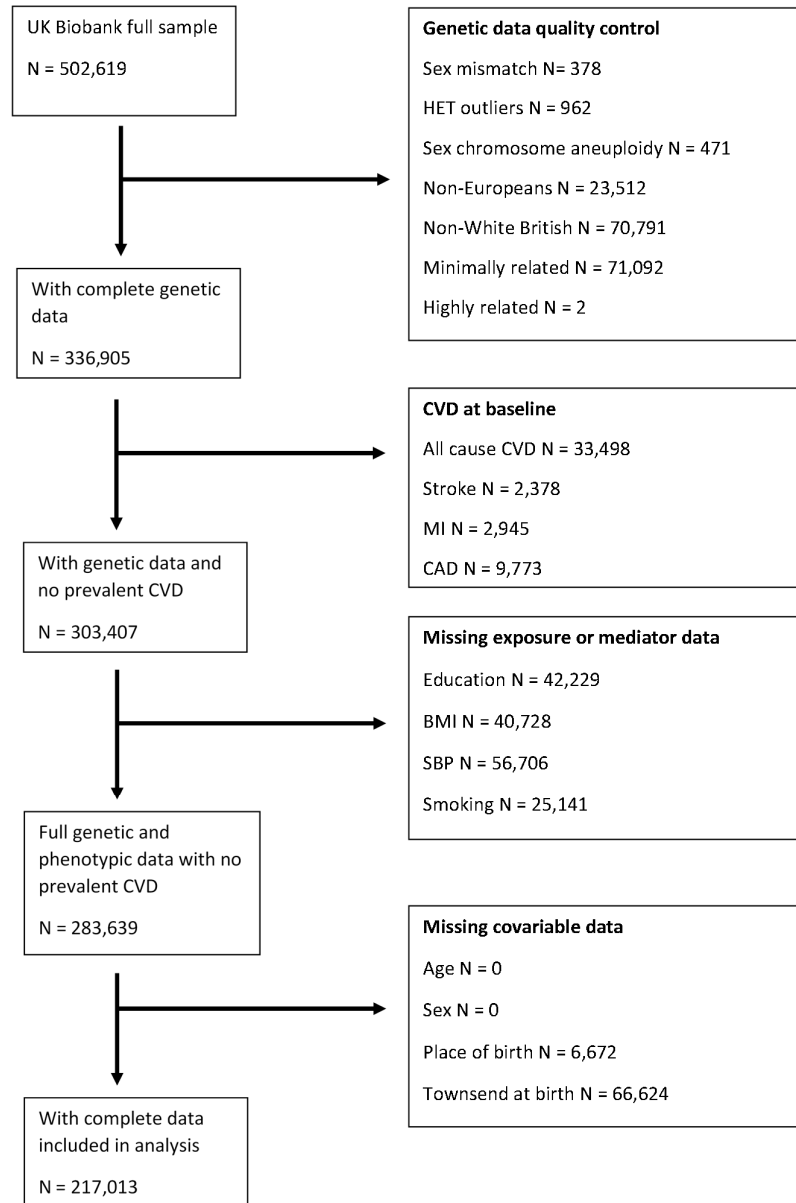 UK Biobank full sample
N = 502,619
Genetic data quality control
Sex mismatch N= 378
HET outliers N = 962
Sex chromosome aneuploidy N = 471
Non-Europeans N = 23,512
Non-White British N = 70,791
Minimally related N = 71,092
Highly related N = 2
With complete genetic
data
N = 336,905
CVD at baseline
All cause CVD N = 33,498
Stroke N = 2,378
MI N = 2,945
CAD N = 9,773
With genetic data and
no prevalent CVD
N = 303,407
Missing exposure or mediator data
Education N = 42,229
BMI N = 40,728
SBP N = 56,706
Smoking N = 25,141
Full genetic and
phenotypic data with no
prevalent CVD
N = 283,639
Missing covariable data
Age N = 0
Sex N = 0
Place of birth N = 6,672
Townsend at birth N = 66,624
With complete data
included in analysis
N = 217,013